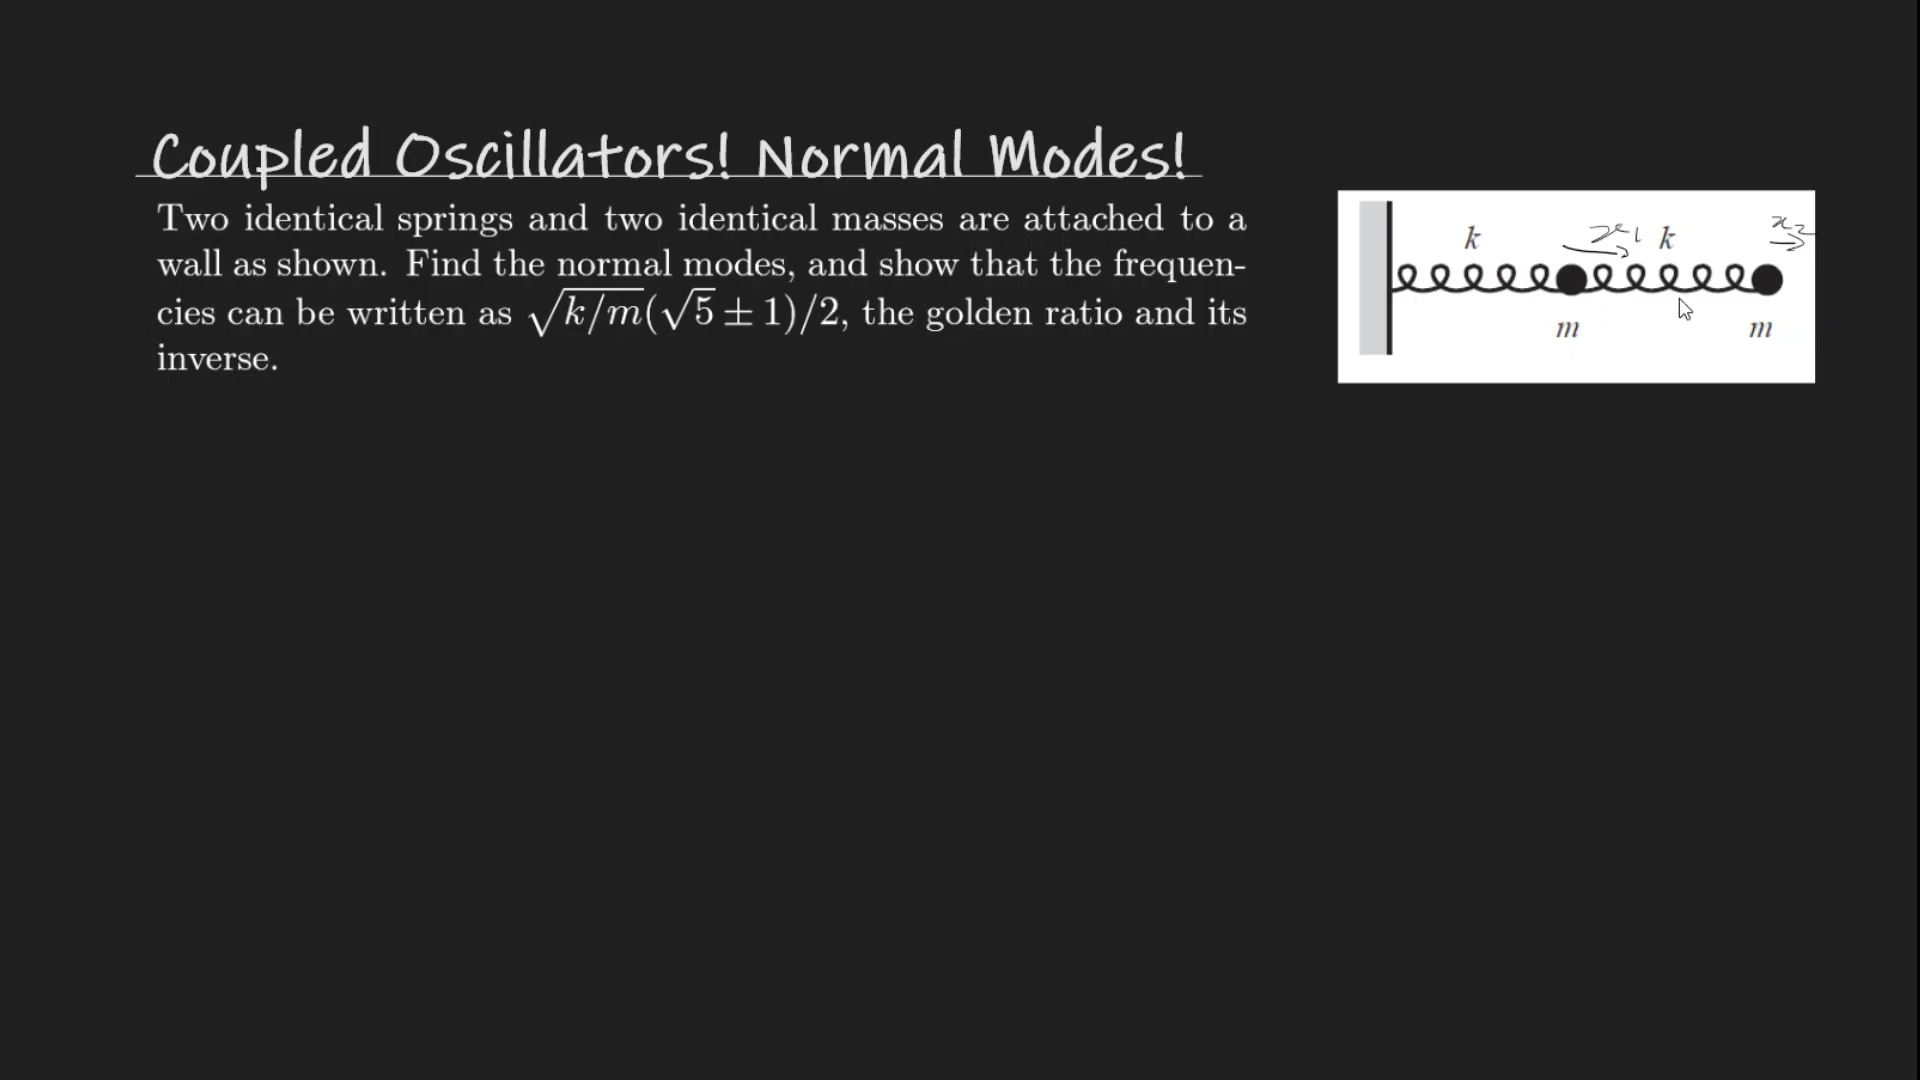 Coupled Oscillators! Normal Modes!
Two identical springs and two identical masses are attached to a
wall as shown. Find the normal modes, and show that the frequen-
cies can be written as √k/m(√5 ± 1)/2, the golden ratio and its
inverse.
k x₁ k x₂
m m